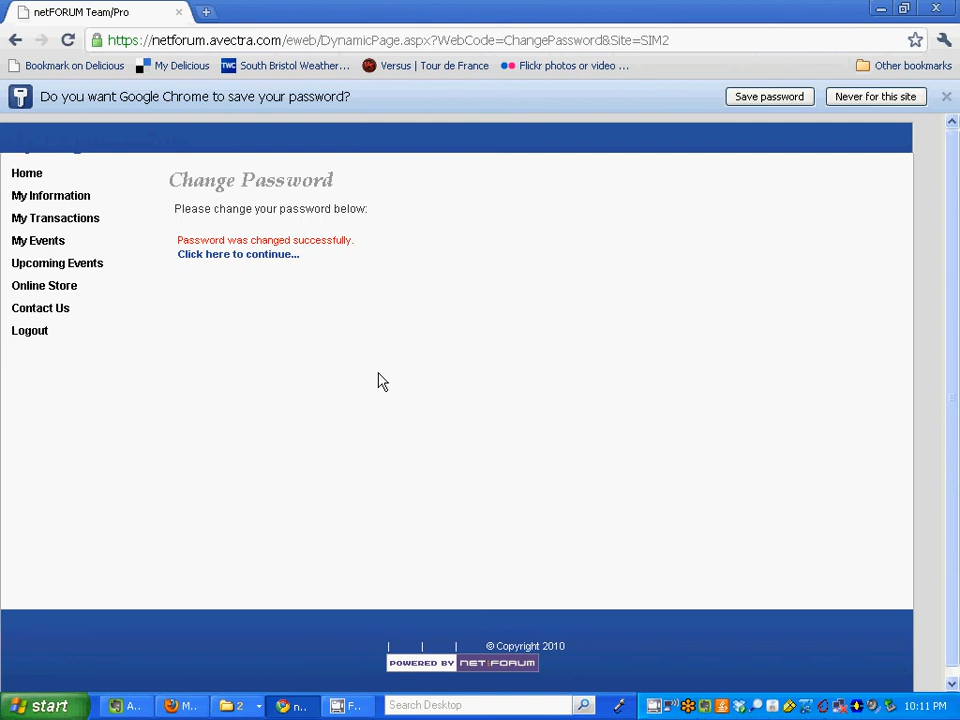 netFORUM Team/Pro
https://netforum.avectra.com/eweb/DynamicPage.aspx?WebCode=ChangePassword&Site=SIM2
Bookmark on Delicious
My Delicious
TWC South Bristol Weather...
Versus | Tour de France
Flickr photos or video ...
Other bookmarks
Do you want Google Chrome to save your password?
Save password
Never for this site
Home
My Information
My Transactions
My Events
Upcoming Events
Online Store
Contact Us
Logout
Change Password
Please change your password below:
Password was changed successfully.
Click here to continue...
| | | © Copyright 2010
POWERED BY NET FORUM
start
A..
M..
2
n..
F..
Search Desktop
10:11 PM